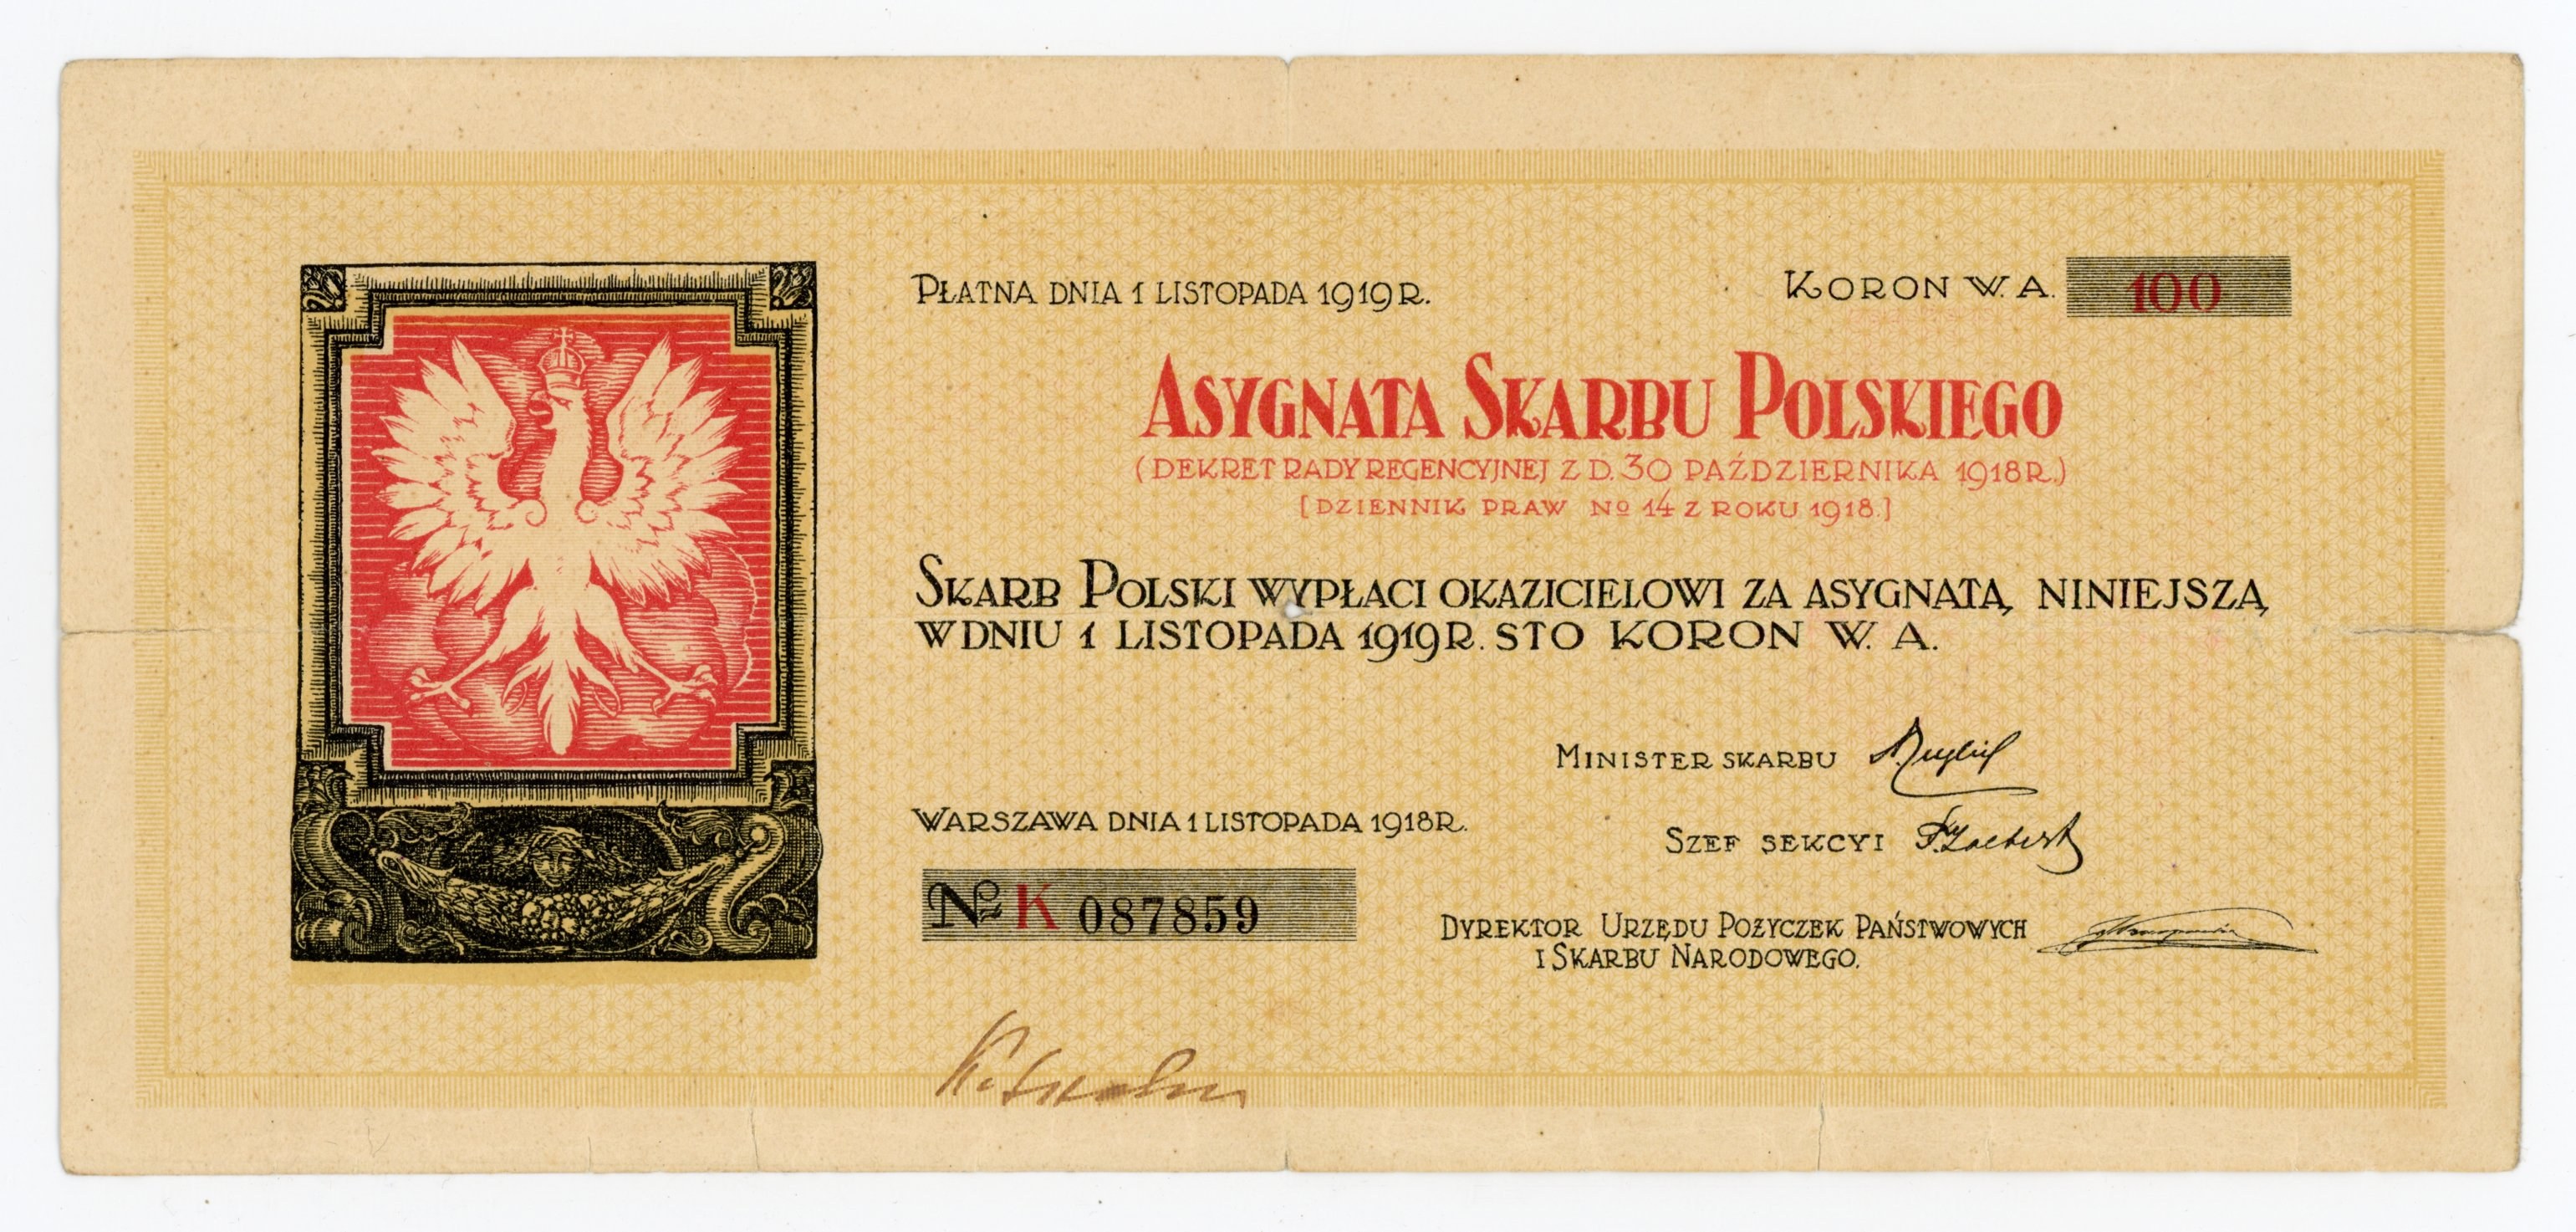 PŁATNA DNIA 1 LISTOPADA 1919 R.
KORON W. A. 100
ASYGNATA SKARBU POLSKIEGO
(DEKRET RADY REGENCYJNEJ Z D. 30 PAŹDZIERNIKA 1918 R.)
[DZIENNIK PRAW No 14 Z ROKU 1918.]
SKARB POLSKI WYPŁACI OKAZICIELOWI ZA ASYGNATĄ NINIEJSZĄ
W DNIU 1 LISTOPADA 1919 R. STO KORON W. A.
MINISTER SKARBU
WARSZAWA DNIA 1 LISTOPADA 1918 R.
SZEF SEKCYI
No K 087859
DYREKTOR URZĘDU POŻYCZEK PAŃSTWOWYCH
I SKARBU NARODOWEGO.